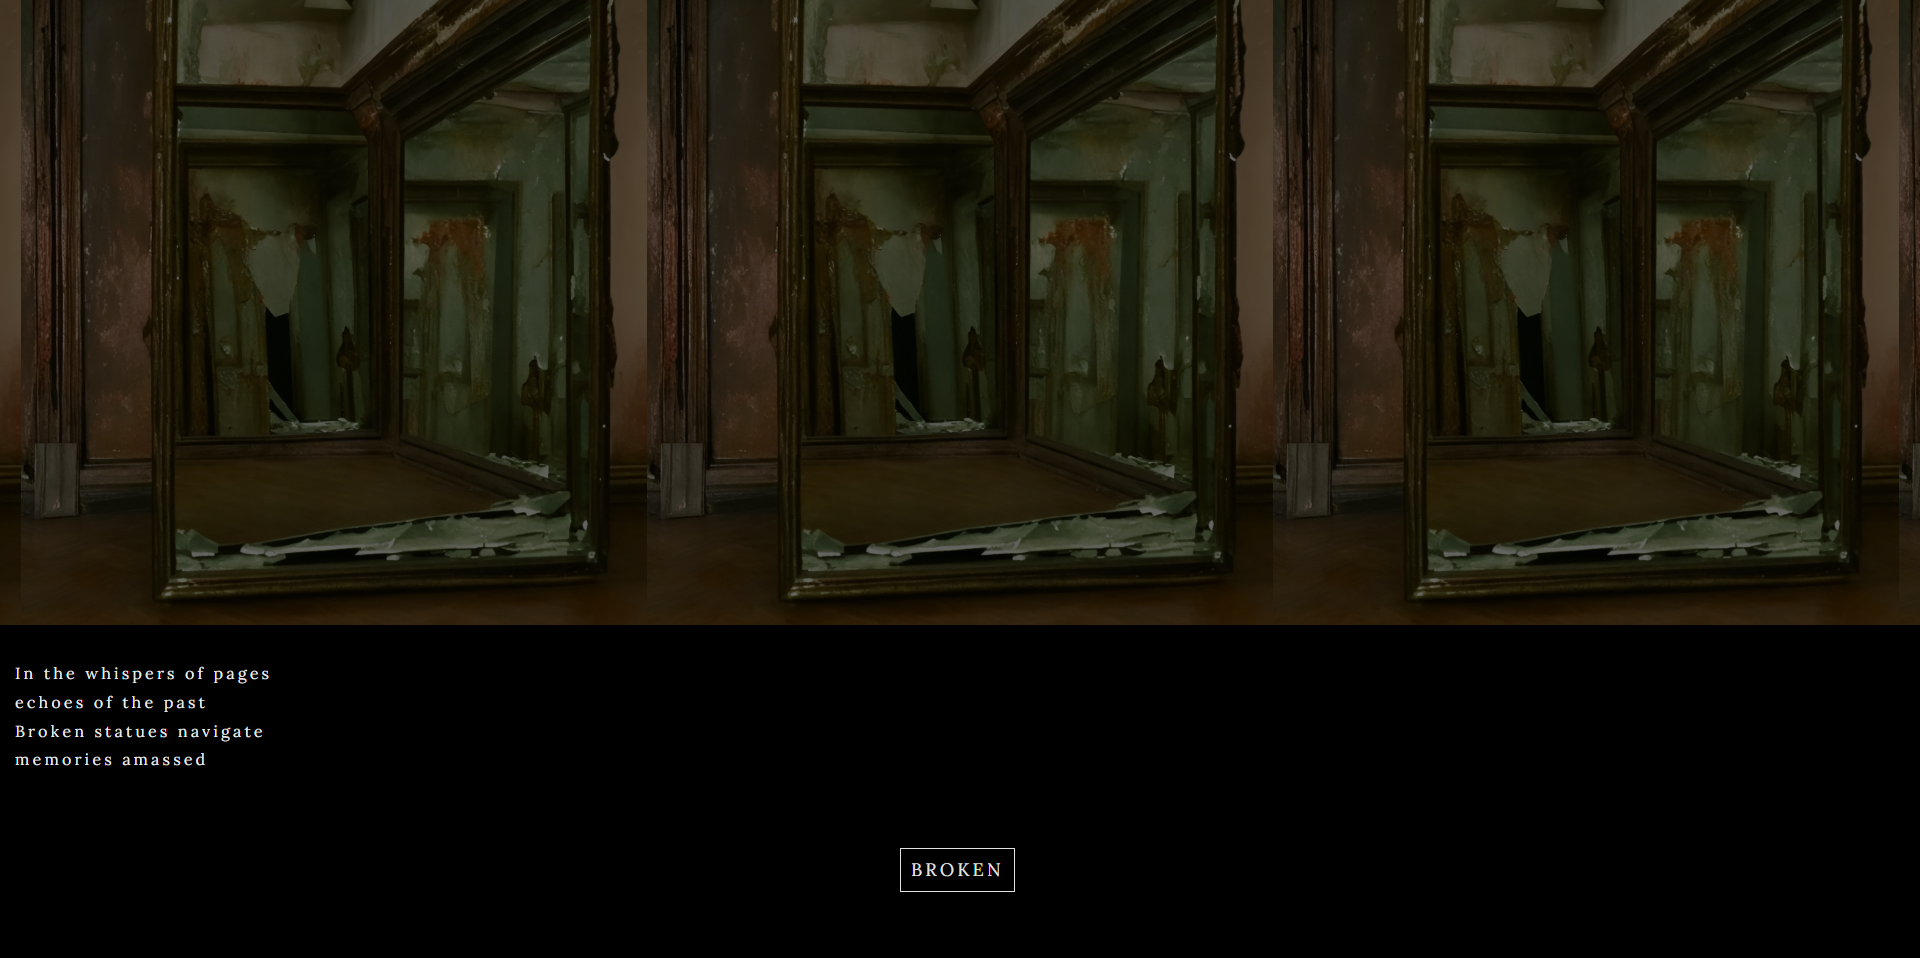 In the whispers of pages
echoes of the past
Broken statues navigate
memories amassed
BROKEN